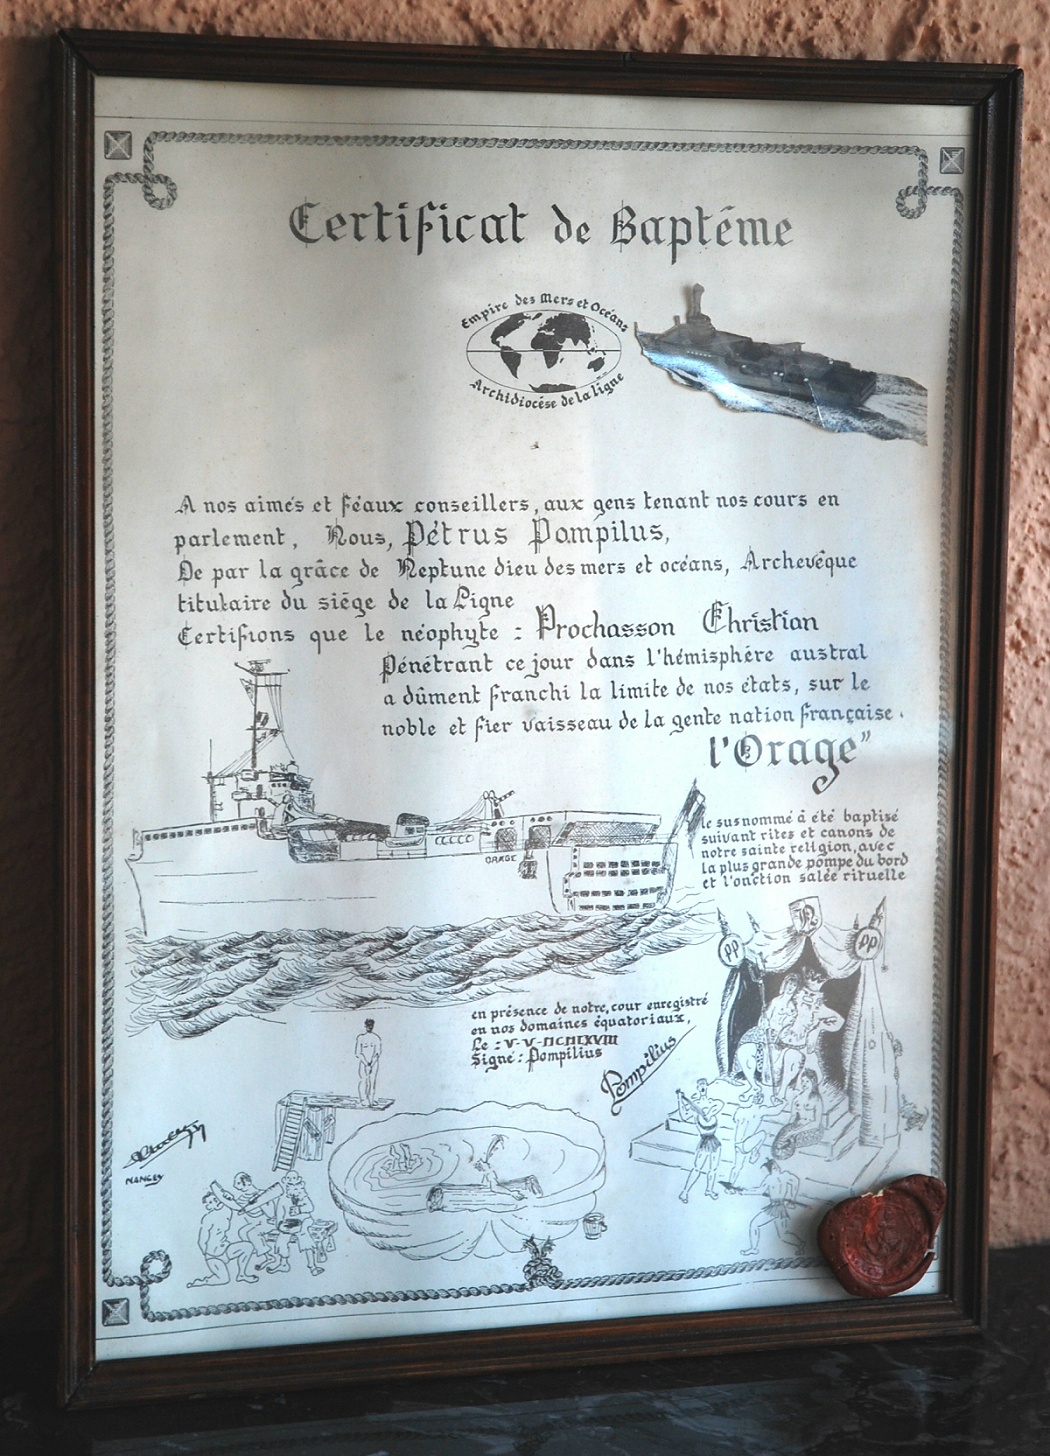 Certificat de Baptême
Empire des Mers et Océans
Archidiocése de la ligne
A nos aimés et féaux conseillers, aux gens tenant nos cours en
parlement, Nous, Pétrus Pompilus,
De par la grâce de Neptune dieu des mers et océans, Archevêque
titulaire du siége de la Ligne
Certifions que le néophyte : Prochasson Christian
Pénétrant ce jour dans l'hémisphére austral
a dûment franchi la limite de nos états, sur le
noble et fier vaisseau de la gente nation française.
l'Orage"
le susnommé à été baptisé
suivant rites et canons de
notre sainte religion, avec
la plus grande pompe du bord
et l'onction salée rituelle
ORAGE
PP
PP
en présence de notre, cour enregistré
en nos domaines équatoriaux,
Le : V-V-MCMLXVIII
Signé : Pompilius
Pompilius
NANCEY